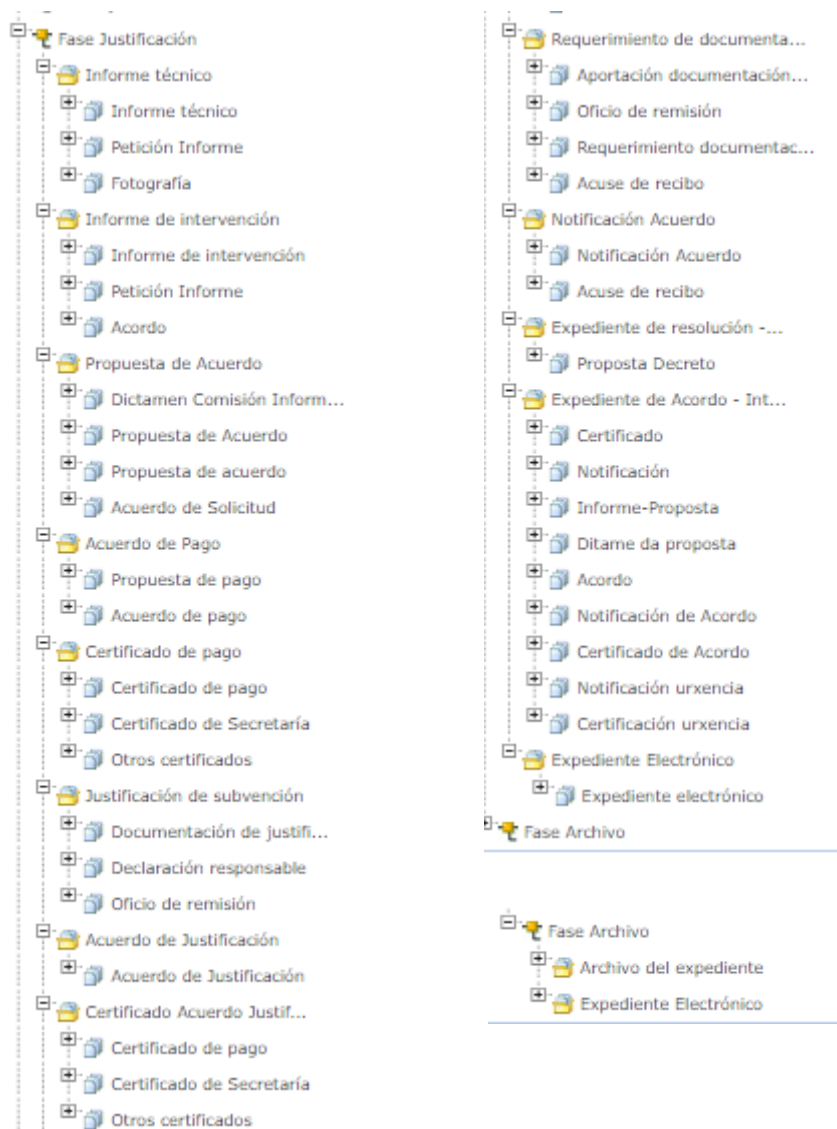 Fase Justificación
Informe técnico
Informe técnico
Petición Informe
Fotografía
Informe de intervención
Informe de intervención
Petición Informe
Acordo
Propuesta de Acuerdo
Dictamen Comisión Inform...
Propuesta de Acuerdo
Propuesta de acuerdo
Acuerdo de Solicitud
Acuerdo de Pago
Propuesta de pago
Acuerdo de pago
Certificado de pago
Certificado de pago
Certificado de Secretaría
Otros certificados
Justificación de subvención
Documentación de justifi...
Declaración responsable
Oficio de remisión
Acuerdo de Justificación
Acuerdo de Justificación
Certificado Acuerdo Justif...
Certificado de pago
Certificado de Secretaría
Otros certificados
Requerimiento de documenta...
Aportación documentación...
Oficio de remisión
Requerimiento documentac...
Acuse de recibo
Notificación Acuerdo
Notificación Acuerdo
Acuse de recibo
Expediente de resolución -...
Proposta Decreto
Expediente de Acordo - Int...
Certificado
Notificación
Informe-Proposta
Ditame da proposta
Acordo
Notificación de Acordo
Certificado de Acordo
Notificación urxencia
Certificación urxencia
Expediente Electrónico
Expediente electrónico
Fase Archivo
Fase Archivo
Archivo del expediente
Expediente Electrónico